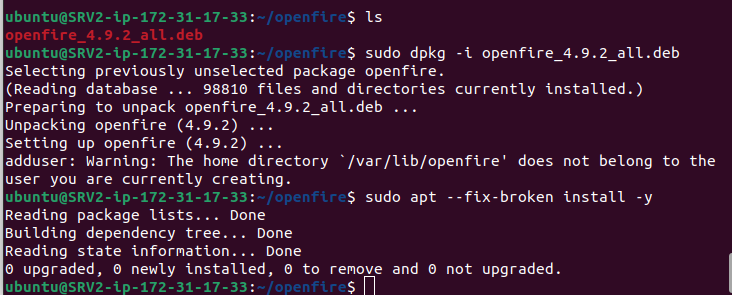 ubuntu@SRV2-ip-172-31-17-33:~/openfire$ ls
openfire_4.9.2_all.deb
ubuntu@SRV2-ip-172-31-17-33:~/openfire$ sudo dpkg -i openfire_4.9.2_all.deb
Selecting previously unselected package openfire.
(Reading database ... 98810 files and directories currently installed.)
Preparing to unpack openfire_4.9.2_all.deb ...
Unpacking openfire (4.9.2) ...
Setting up openfire (4.9.2) ...
adduser: Warning: The home directory `/var/lib/openfire' does not belong to the
user you are currently creating.
ubuntu@SRV2-ip-172-31-17-33:~/openfire$ sudo apt --fix-broken install -y
Reading package lists... Done
Building dependency tree... Done
Reading state information... Done
0 upgraded, 0 newly installed, 0 to remove and 0 not upgraded.
ubuntu@SRV2-ip-172-31-17-33:~/openfire$